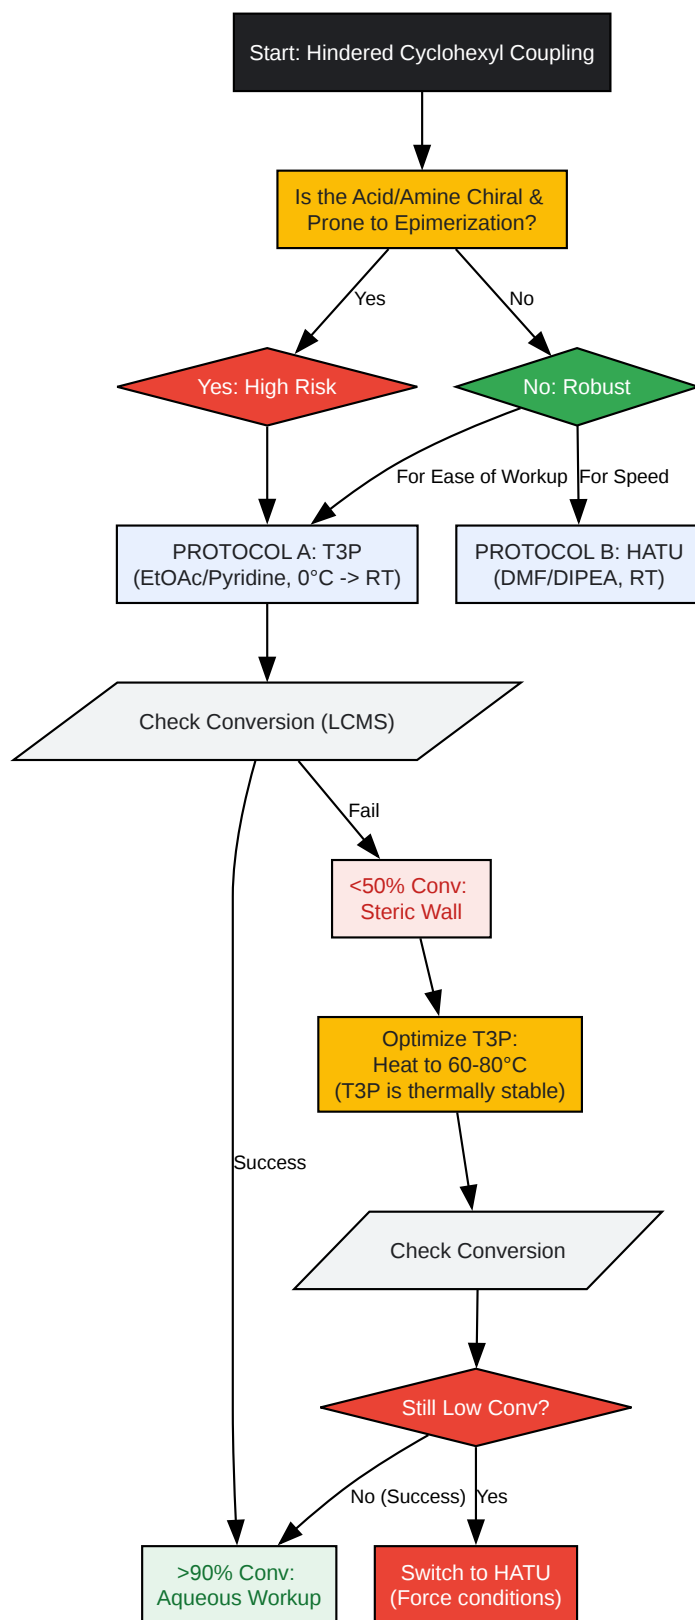 Start: Hindered Cyclohexyl Coupling
Is the Acid/Amine Chiral &
Prone to Epimerization?
Yes
No
Yes: High Risk
No: Robust
For Ease of Workup
For Speed
PROTOCOL A: T3P
(EtOAc/Pyridine, 0°C -> RT)
PROTOCOL B: HATU
(DMF/DIPEA, RT)
Check Conversion (LCMS)
Fail
<50% Conv:
Steric Wall
Optimize T3P:
Heat to 60-80°C
(T3P is thermally stable)
Success
Check Conversion
Still Low Conv?
No (Success)
Yes
>90% Conv:
Aqueous Workup
Switch to HATU
(Force conditions)